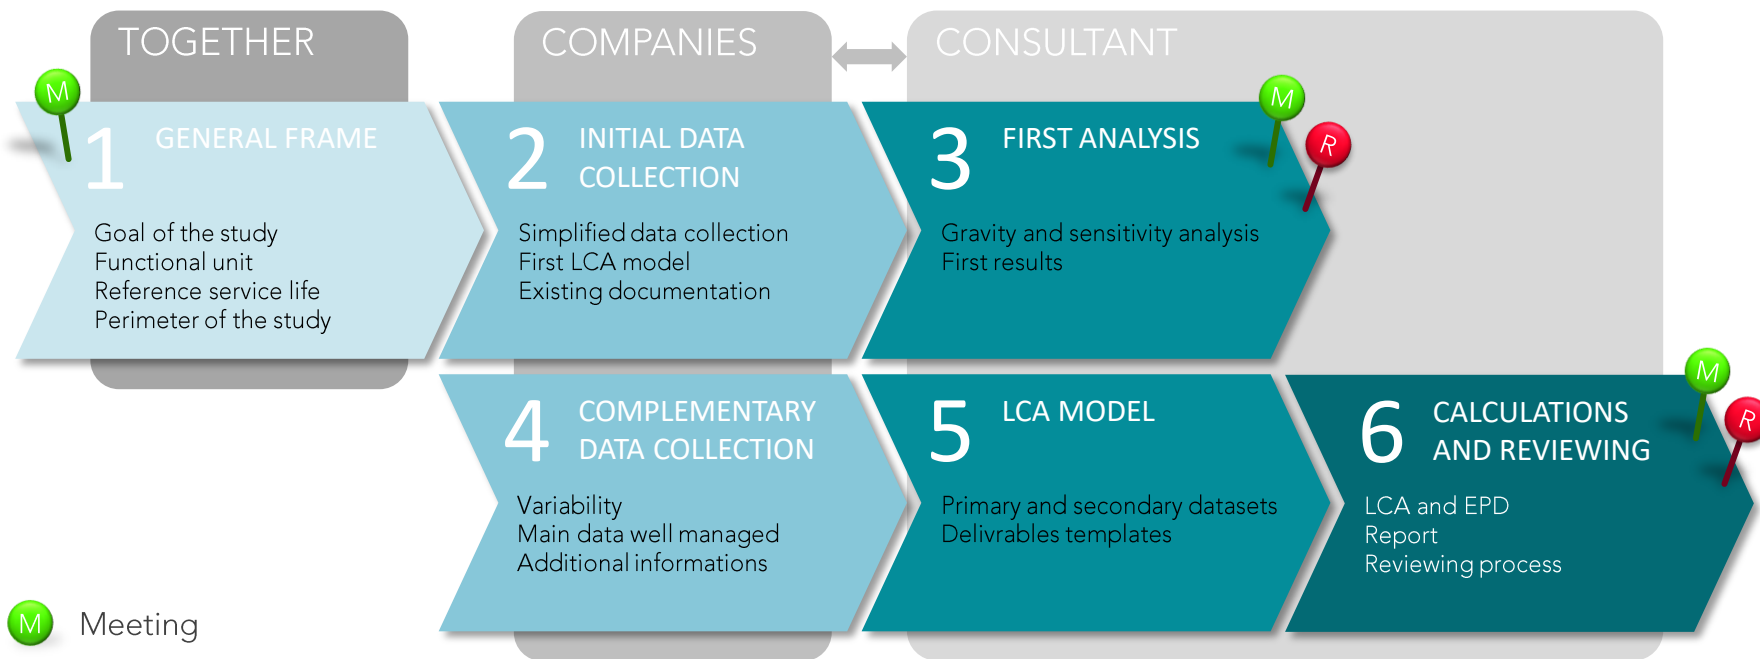 TOGETHER
COMPANIES
CONSULTANT
M
1
GENERAL FRAME
Goal of the study
Functional unit
Reference service life
Perimeter of the study
2
INITIAL DATA
COLLECTION
Simplified data collection
First LCA model
Existing documentation
3
FIRST ANALYSIS
M
R
Gravity and sensitivity analysis
First results
4
COMPLEMENTARY
DATA COLLECTION
Variability
Main data well managed
Additional informations
5
LCA MODEL
Primary and secondary datasets
Delivrables templates
6
CALCULATIONS
AND REVIEWING
M
R
LCA and EPD
Report
Reviewing process
M Meeting